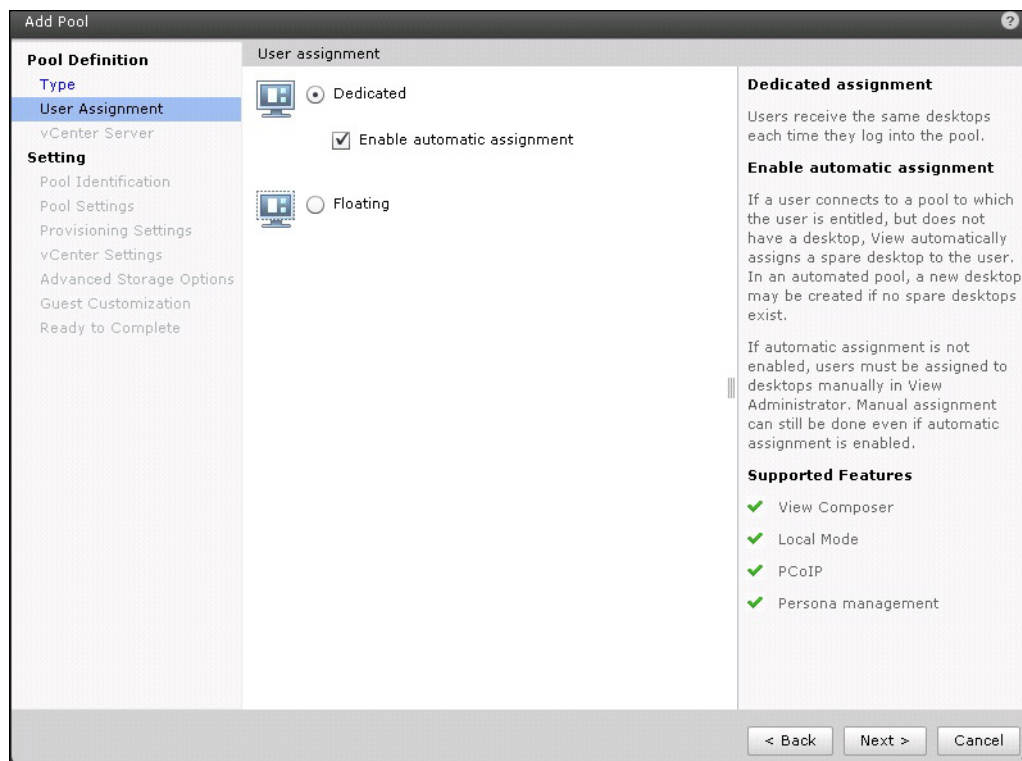 Add Pool
?
Pool Definition
Type
User Assignment
vCenter Server
Setting
Pool Identification
Pool Settings
Provisioning Settings
vCenter Settings
Advanced Storage Options
Guest Customization
Ready to Complete
User assignment
Dedicated
Enable automatic assignment
Floating
Dedicated assignment
Users receive the same desktops
each time they log into the pool.
Enable automatic assignment
If a user connects to a pool to which
the user is entitled, but does not
have a desktop, View automatically
assigns a spare desktop to the user.
In an automated pool, a new desktop
may be created if no spare desktops
exist.
If automatic assignment is not
enabled, users must be assigned to
desktops manually in View
Administrator. Manual assignment
can still be done even if automatic
assignment is enabled.
Supported Features
View Composer
Local Mode
PCoIP
Persona management
< Back
Next >
Cancel